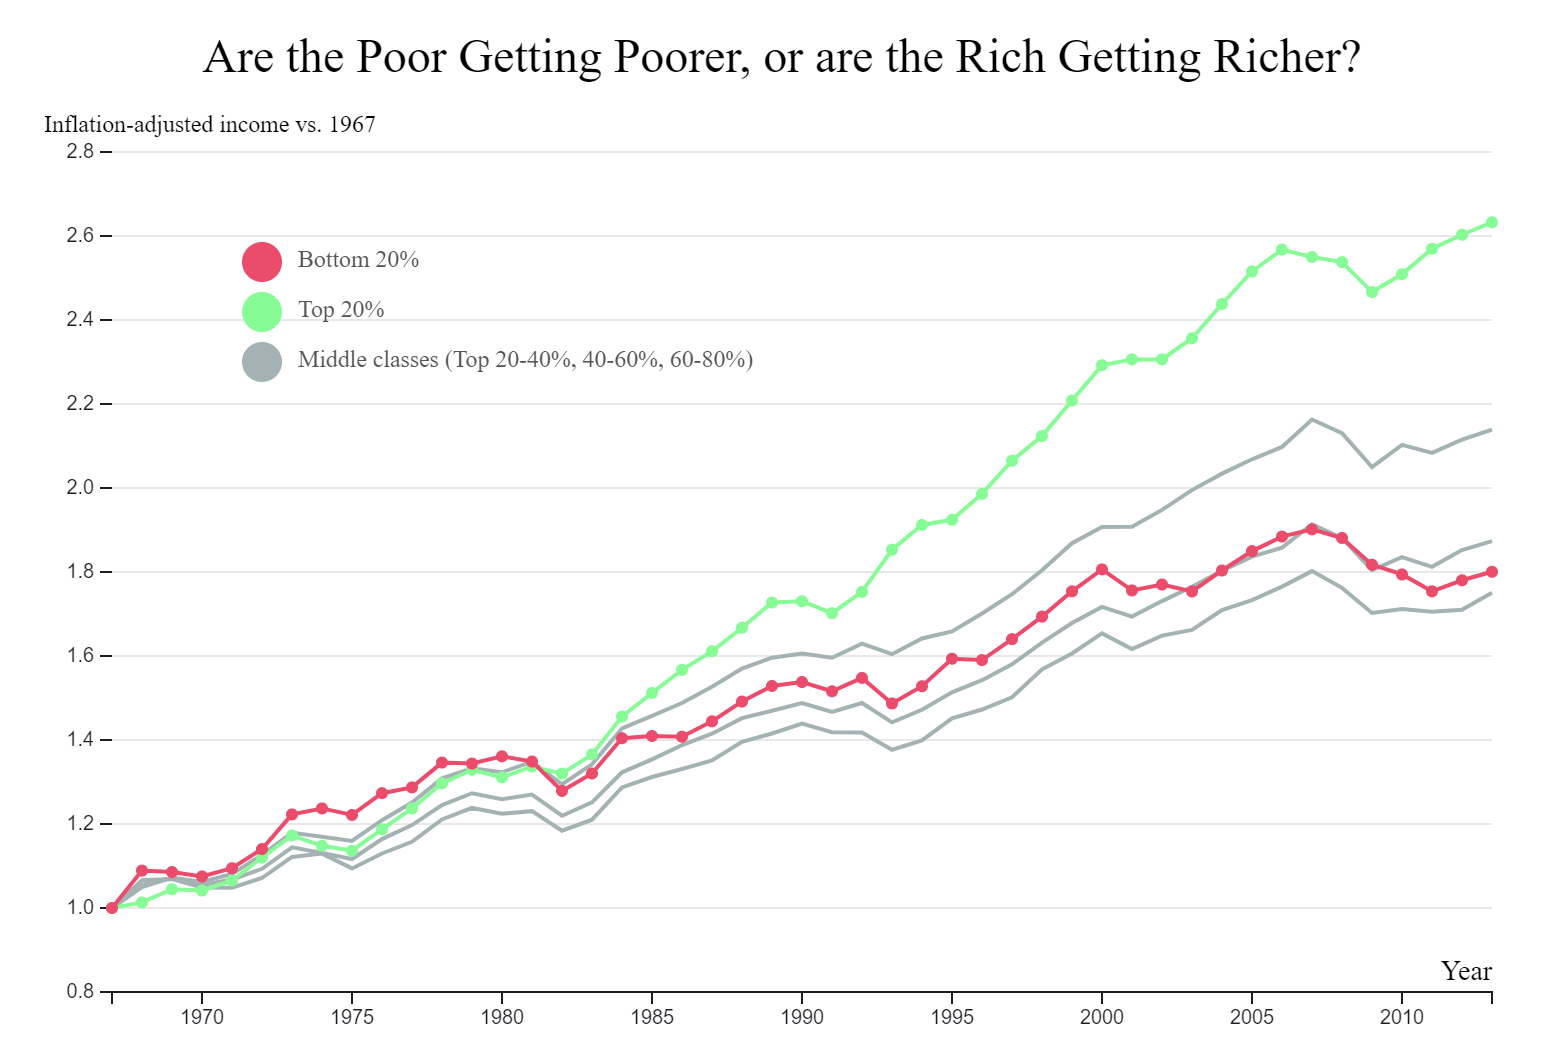 Are the Poor Getting Poorer, or are the Rich Getting Richer?
Inflation-adjusted income vs. 1967
2.8
2.6
Bottom 20%
Top 20%
2.4
Middle classes (Top 20-40%, 40-60%, 60-80%)
2.2
2.0
1.8
1.6
1.4
1.2
1.0
Year
0.8
1970 1975 1980 1985 1990 1995 2000 2005 2010